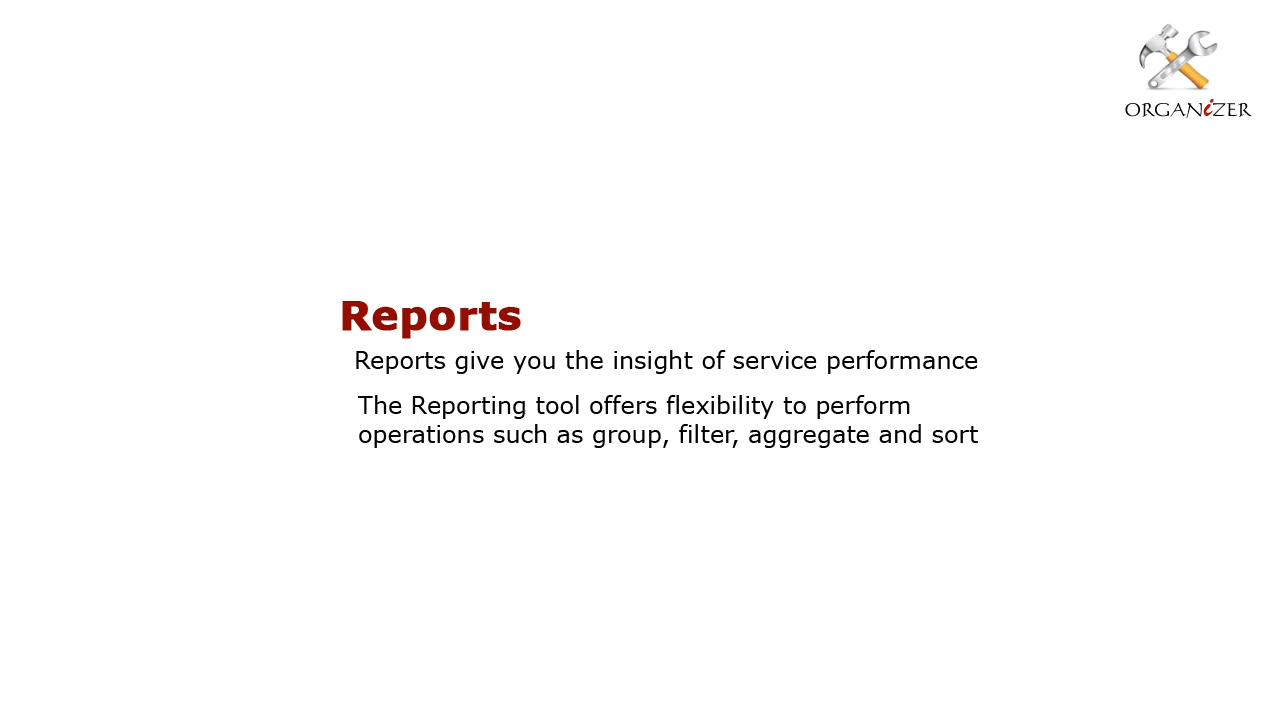 ORGANiZER
Reports
Reports give you the insight of service performance
The Reporting tool offers flexibility to perform
operations such as group, filter, aggregate and sort